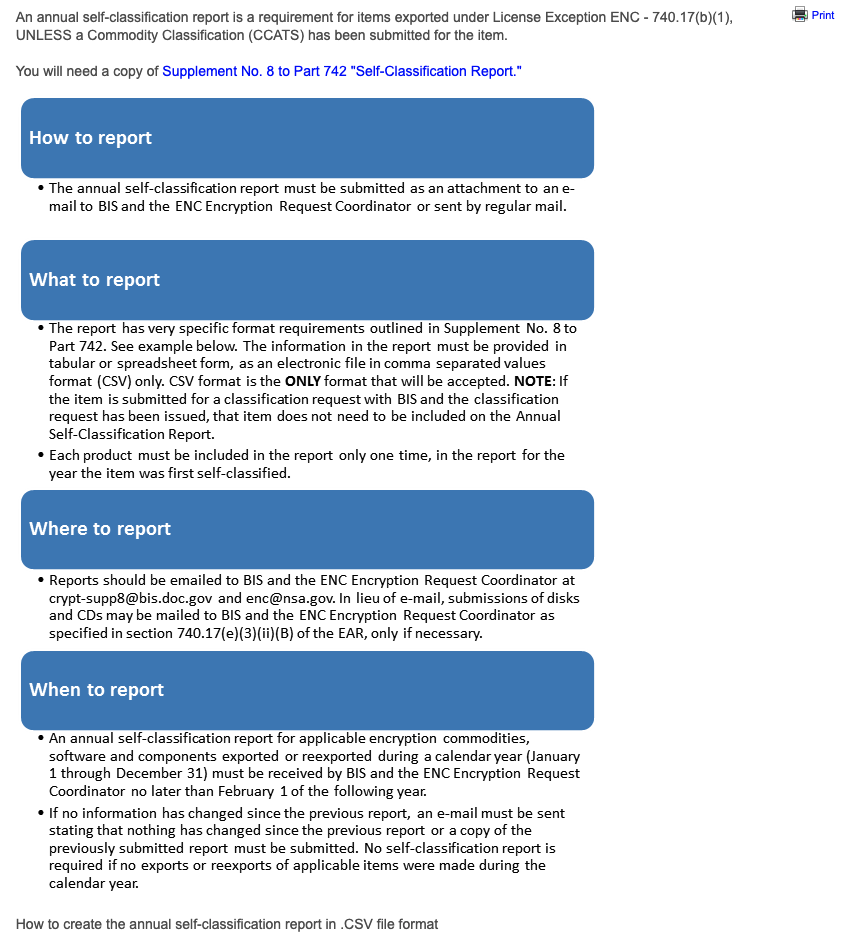 An annual self-classification report is a requirement for items exported under License Exception ENC - 740.17(b)(1),
UNLESS a Commodity Classification (CCATS) has been submitted for the item.
Print
You will need a copy of Supplement No. 8 to Part 742 "Self-Classification Report."
How to report
• The annual self-classification report must be submitted as an attachment to an e-
mail to BIS and the ENC Encryption Request Coordinator or sent by regular mail.
What to report
• The report has very specific format requirements outlined in Supplement No. 8 to
Part 742. See example below. The information in the report must be provided in
tabular or spreadsheet form, as an electronic file in comma separated values
format (CSV) only. CSV format is the ONLY format that will be accepted. NOTE: If
the item is submitted for a classification request with BIS and the classification
request has been issued, that item does not need to be included on the Annual
Self-Classification Report.
• Each product must be included in the report only one time, in the report for the
year the item was first self-classified.
Where to report
• Reports should be emailed to BIS and the ENC Encryption Request Coordinator at
crypt-supp8@bis.doc.gov and enc@nsa.gov. In lieu of e-mail, submissions of disks
and CDs may be mailed to BIS and the ENC Encryption Request Coordinator as
specified in section 740.17(e)(3)(ii)(B) of the EAR, only if necessary.
When to report
• An annual self-classification report for applicable encryption commodities,
software and components exported or reexported during a calendar year (January
1 through December 31) must be received by BIS and the ENC Encryption Request
Coordinator no later than February 1 of the following year.
• If no information has changed since the previous report, an e-mail must be sent
stating that nothing has changed since the previous report or a copy of the
previously submitted report must be submitted. No self-classification report is
required if no exports or reexports of applicable items were made during the
calendar year.
How to create the annual self-classification report in .CSV file format